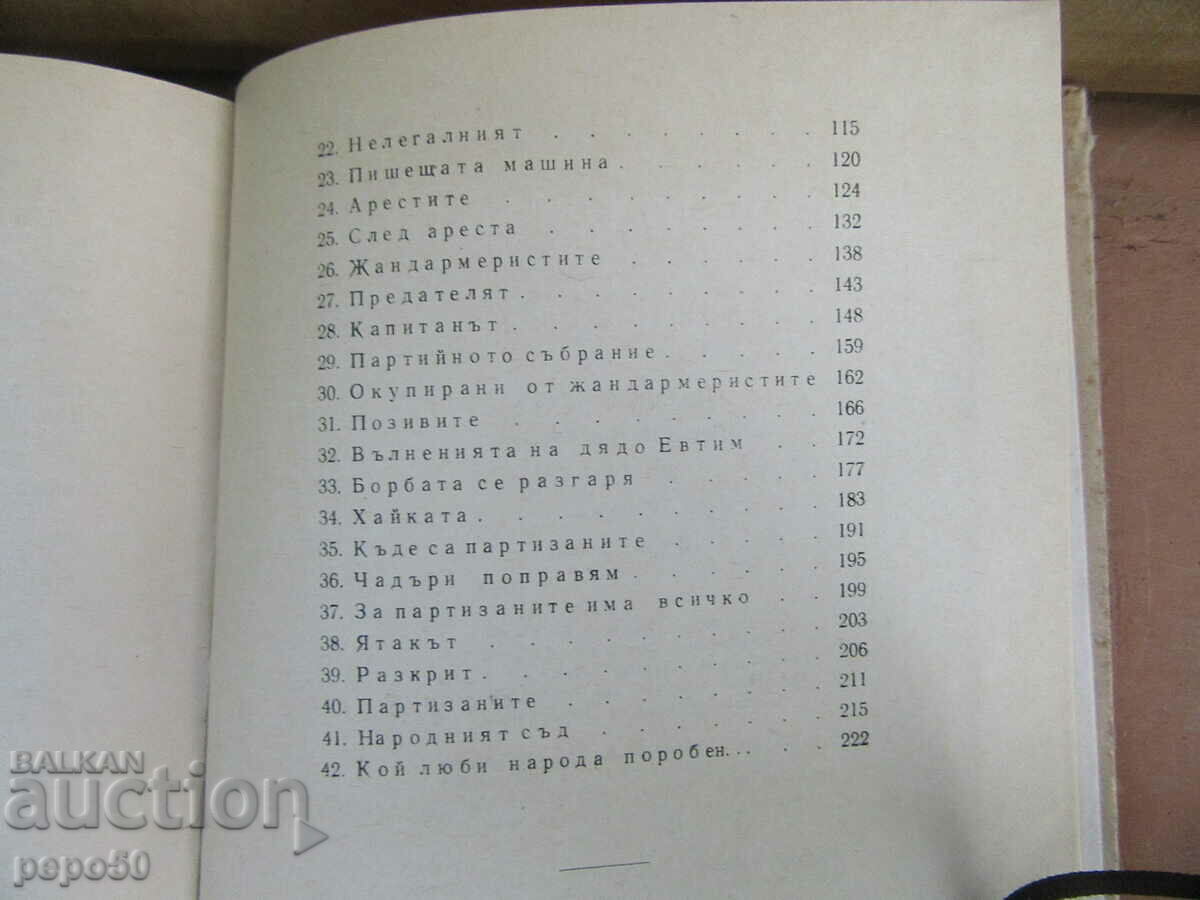 22. Нелегалният . . . . . . . 115
23. Пишещата машина . . . . . 120
24. Арестите . . . . . . . . 124
25. След ареста . . . . . . . 132
26. Жандармеристите . . . . . 138
27. Предателят . . . . . . . . 143
28. Капитанът . . . . . . . . 148
29. Партийното събрание . . . . . 159
30. Окупирани от жандармеристите 162
31. Позивите . . . . . . . . 166
32. Вълненията на дядо Евтим . . . 172
33. Борбата се разгаря . . . . . 177
34. Хайката . . . . . . . . . 183
35. Къде са партизаните . . . . . 191
36. Чадъри поправям . . . . . . 195
37. За партизаните има всичко . . 199
38. Ятакът . . . . . . . . . 203
39. Разкрит . . . . . . . . . 206
40. Партизаните . . . . . . . 211
41. Народният съд . . . . . . 215
42. Кой люби народа поробен... . . 222
BALKAN
auction
pepo50